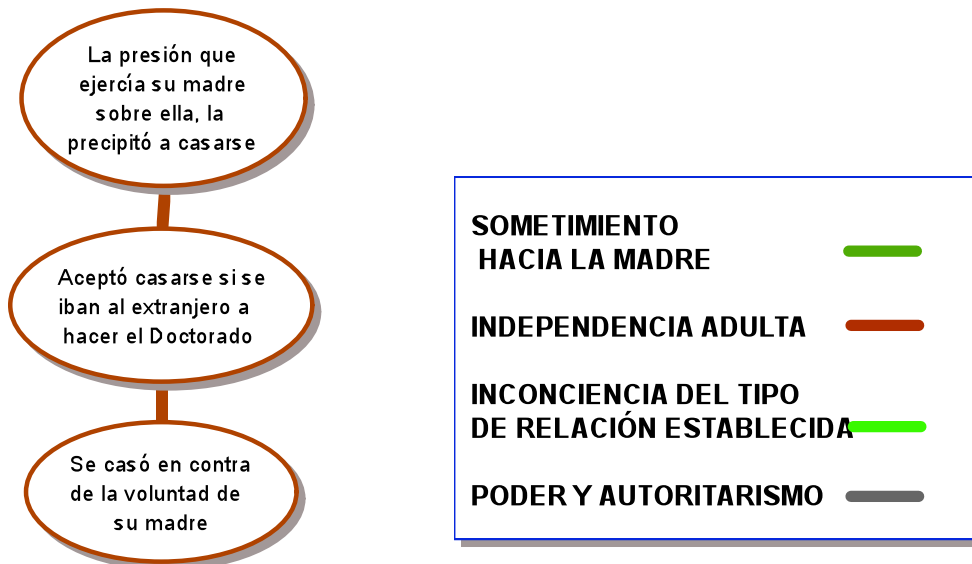 La presión que
ejercía su madre
sobre ella, la
precipitó a casarse
Aceptó casarse si se
iban al extranjero a
hacer el Doctorado
Se casó en contra
de la voluntad de
su madre
SOMETIMIENTO
HACIA LA MADRE
INDEPENDENCIA ADULTA
INCONCIENCIA DEL TIPO
DE RELACIÓN ESTABLECIDA
PODER Y AUTORITARISMO